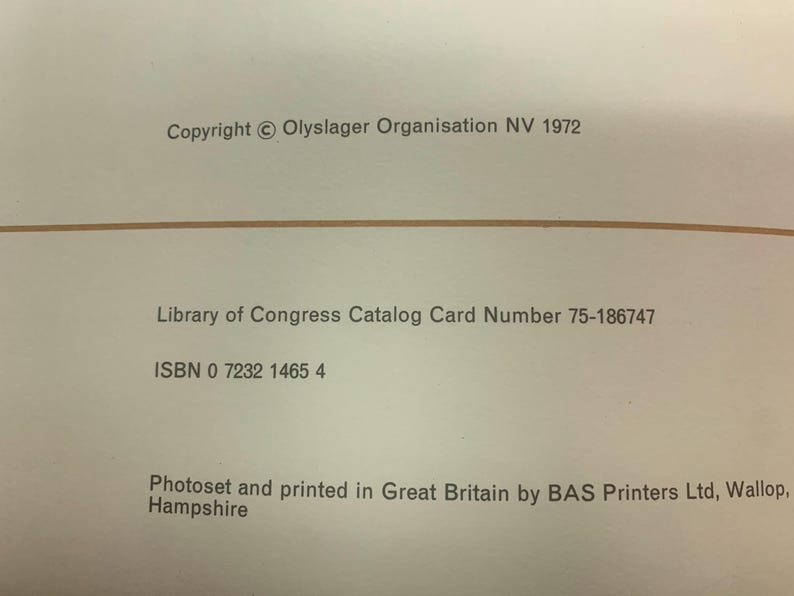 Copyright © Olyslager Organisation NV 1972
Library of Congress Catalog Card Number 75-186747
ISBN 0 7232 1465 4
Photoset and printed in Great Britain by BAS Printers Ltd, Wallop,
Hampshire